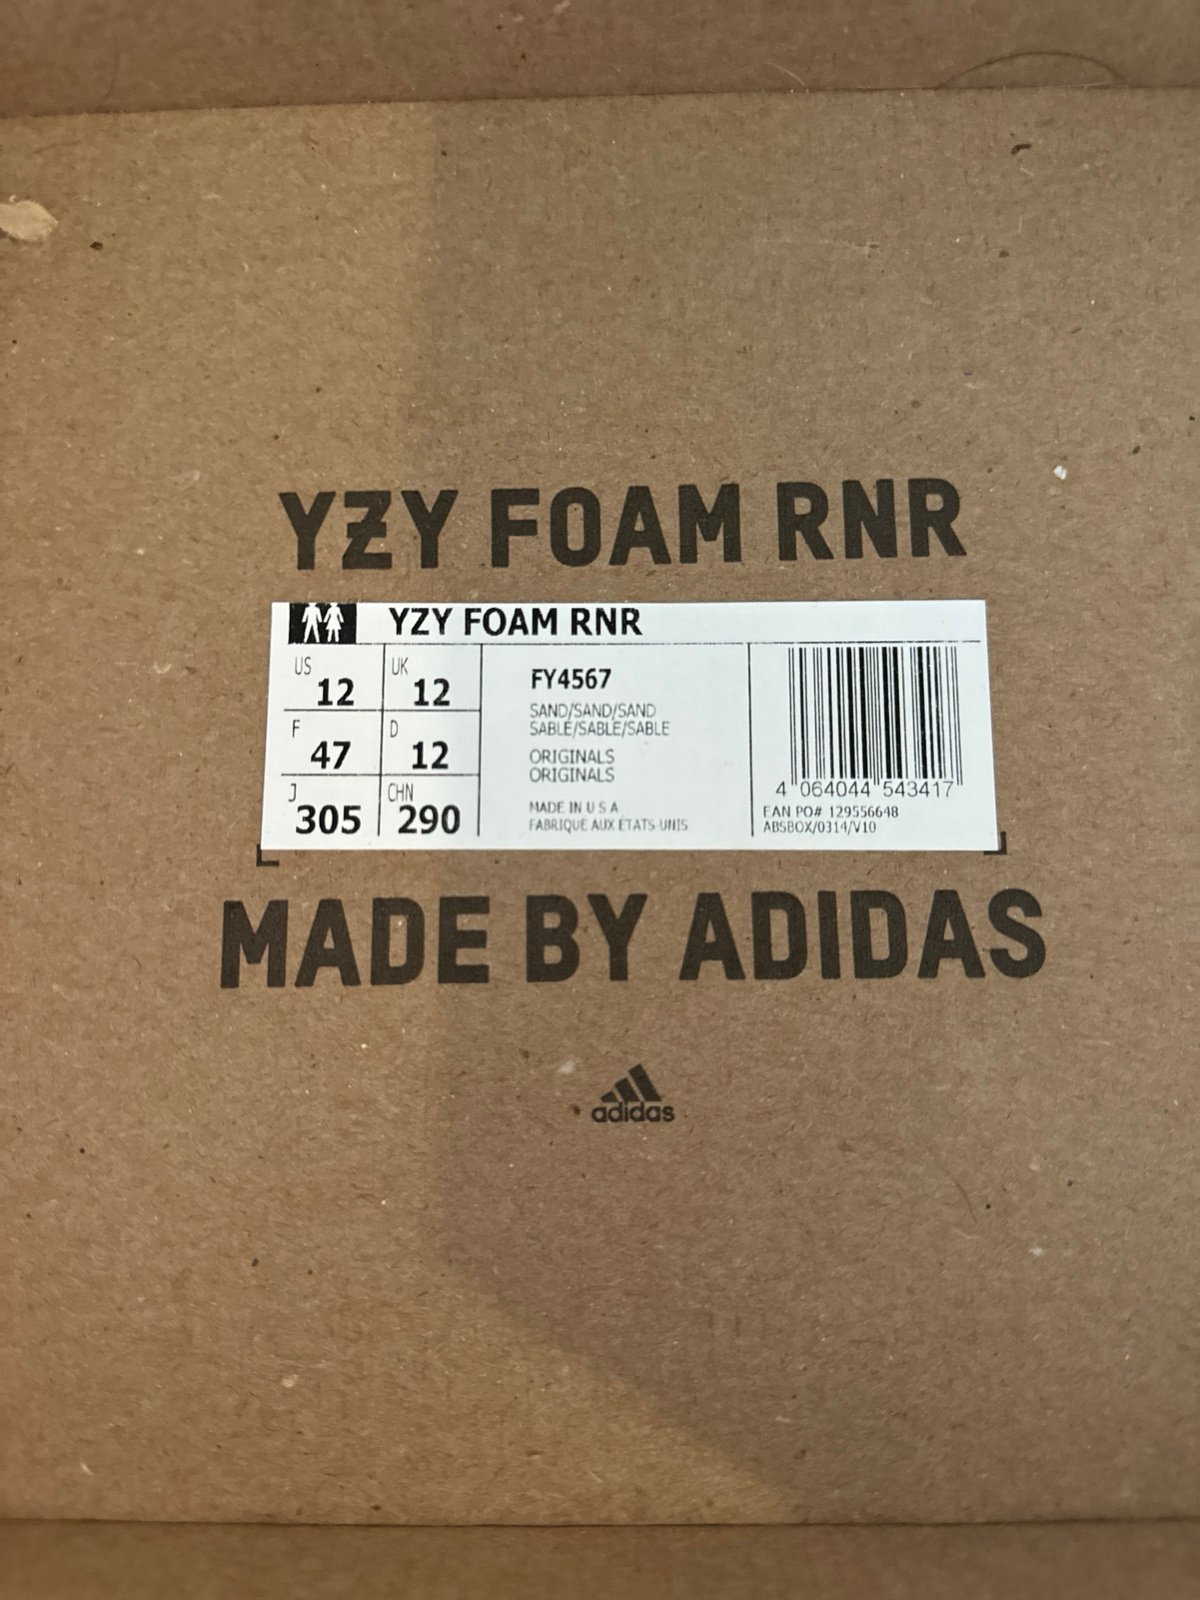 YZY FOAM RNR
YZY FOAM RNR
US 12 UK 12
F 47 D 12
J 305 CHN 290
FY4567
SAND/SAND/SAND
SABLE/SABLE/SABLE
ORIGINALS
ORIGINALS
MADE IN U S A
FABRIQUE AUX ETATS UNIS
4 064044 543417
EAN PO# 129556648
ABSBOX/0314/V10
MADE BY ADIDAS
adidas